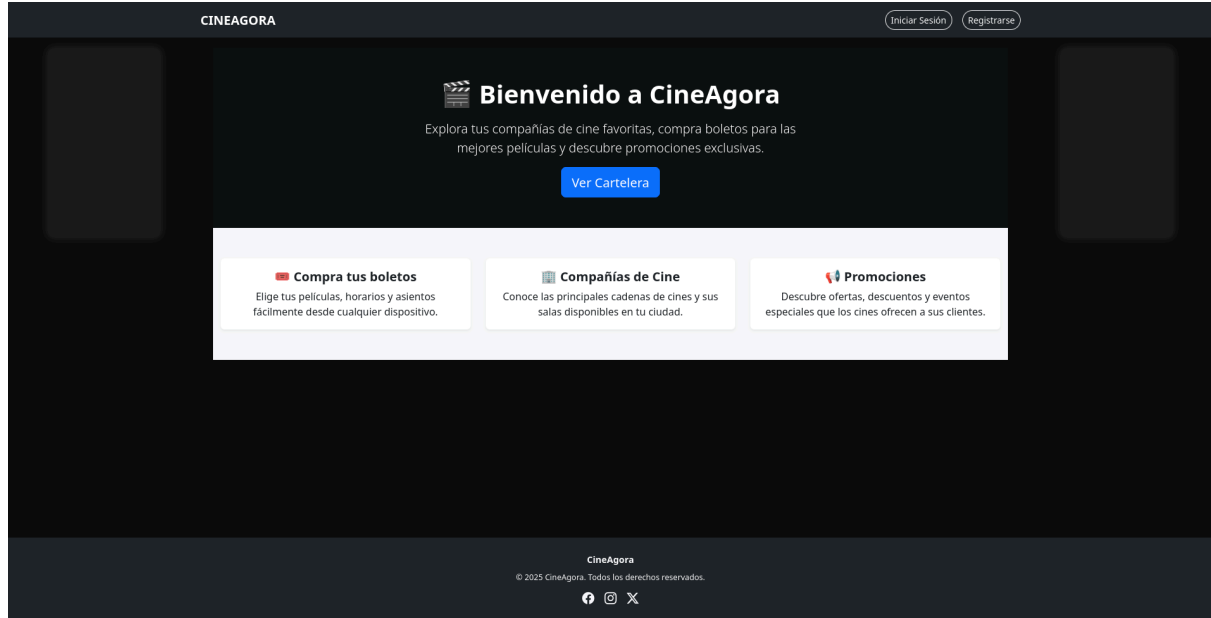 CINEAGORA
Iniciar Sesión
Registrarse
🎬 Bienvenido a CineAgora
Explora tus compañías de cine favoritas, compra boletos para las
mejores películas y descubre promociones exclusivas.
Ver Cartelera
🎟️ Compra tus boletos
Elige tus películas, horarios y asientos
fácilmente desde cualquier dispositivo.
🏢 Compañías de Cine
Conoce las principales cadenas de cines y sus
salas disponibles en tu ciudad.
📢 Promociones
Descubre ofertas, descuentos y eventos
especiales que los cines ofrecen a sus clientes.
CineAgora
© 2025 CineAgora. Todos los derechos reservados.